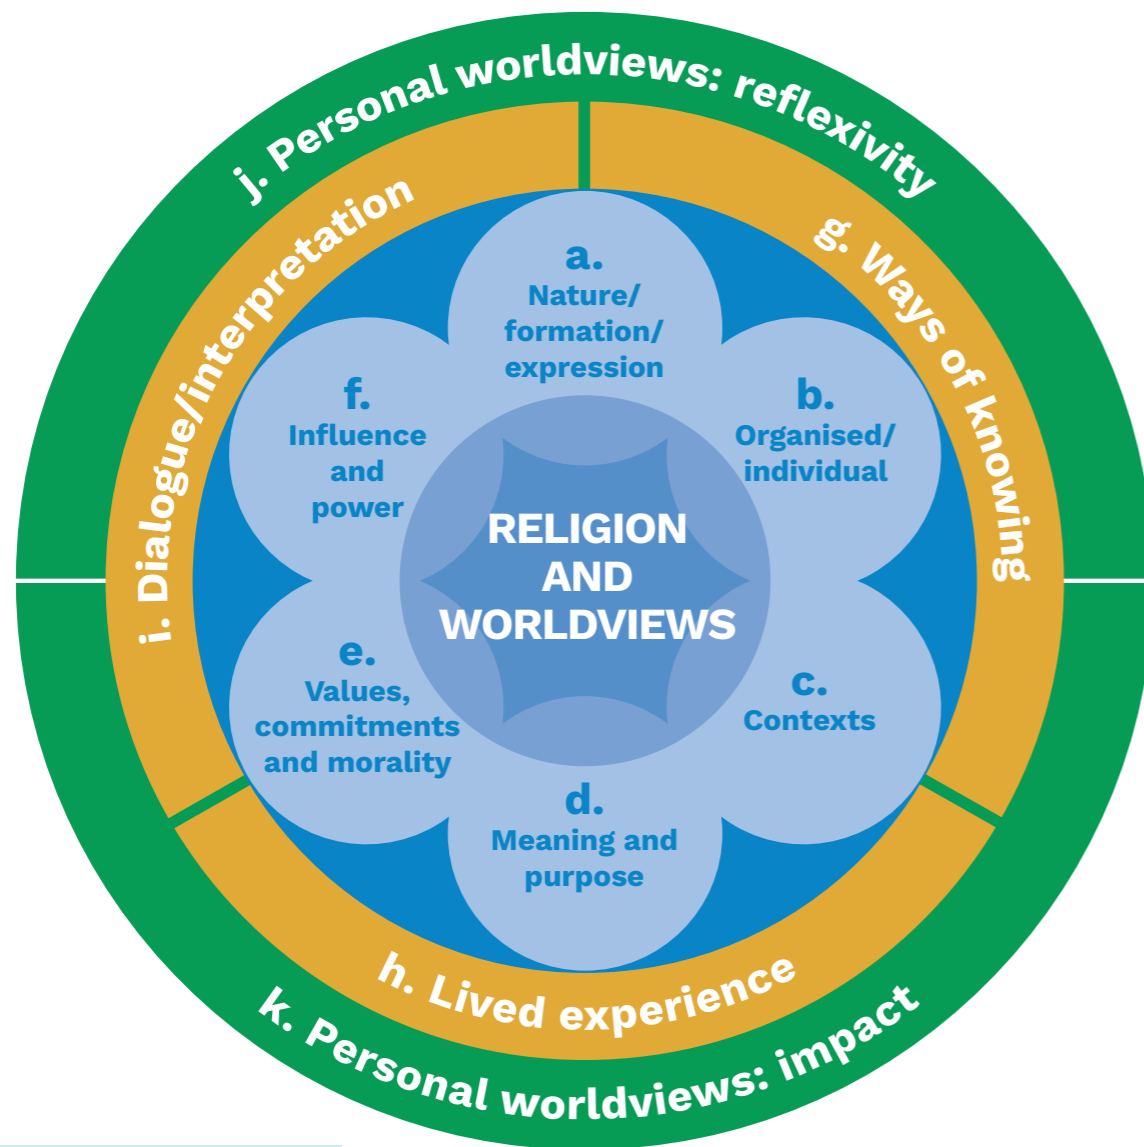 j. Personal worldviews: reflexivity
i. Dialogue/interpretation
g. Ways of knowing
a.
Nature/
formation/
expression
f.
Influence
and
power
b.
Organised/
individual
RELIGION
AND
WORLDVIEWS
e.
Values,
commitments
and morality
c.
Contexts
d.
Meaning and
purpose
h. Lived experience
k. Personal worldviews: impact